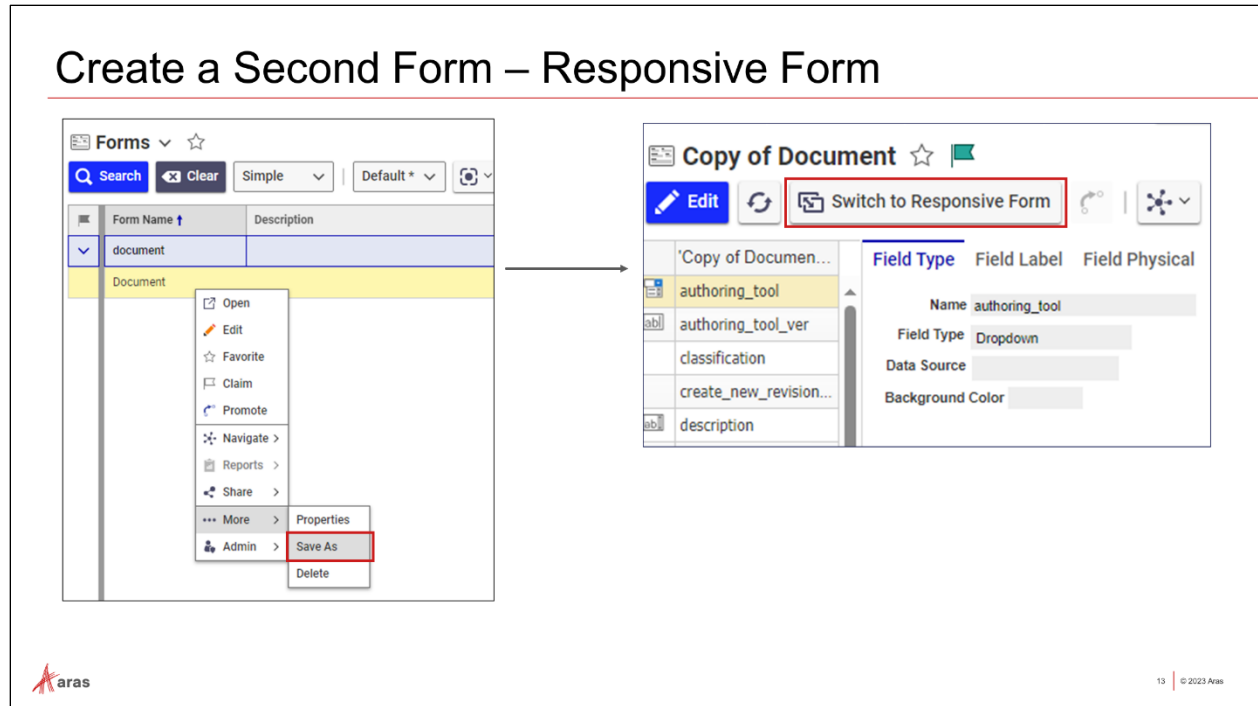 Create a Second Form – Responsive Form
Forms
Search Clear Simple Default *
Form Name Description
document
Document
Open
Edit
Favorite
Claim
Promote
Navigate >
Reports >
Share >
More >
Admin >
Properties
Save As
Delete
Copy of Document
Edit Switch to Responsive Form
'Copy of Documen...
authoring_tool
authoring_tool_ver
classification
create_new_revision...
description
Field Type Field Label Field Physical
Name authoring_tool
Field Type Dropdown
Data Source
Background Color
aras
13 © 2023 Aras